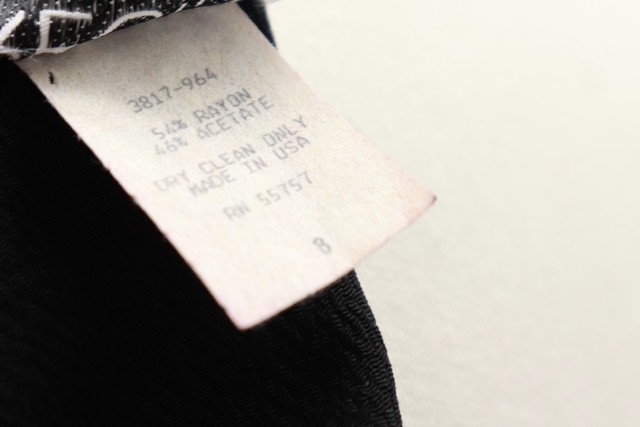 3817-964
54% RAYON
46% ACETATE
DRY CLEAN ONLY
MADE IN USA
RN 55757
8